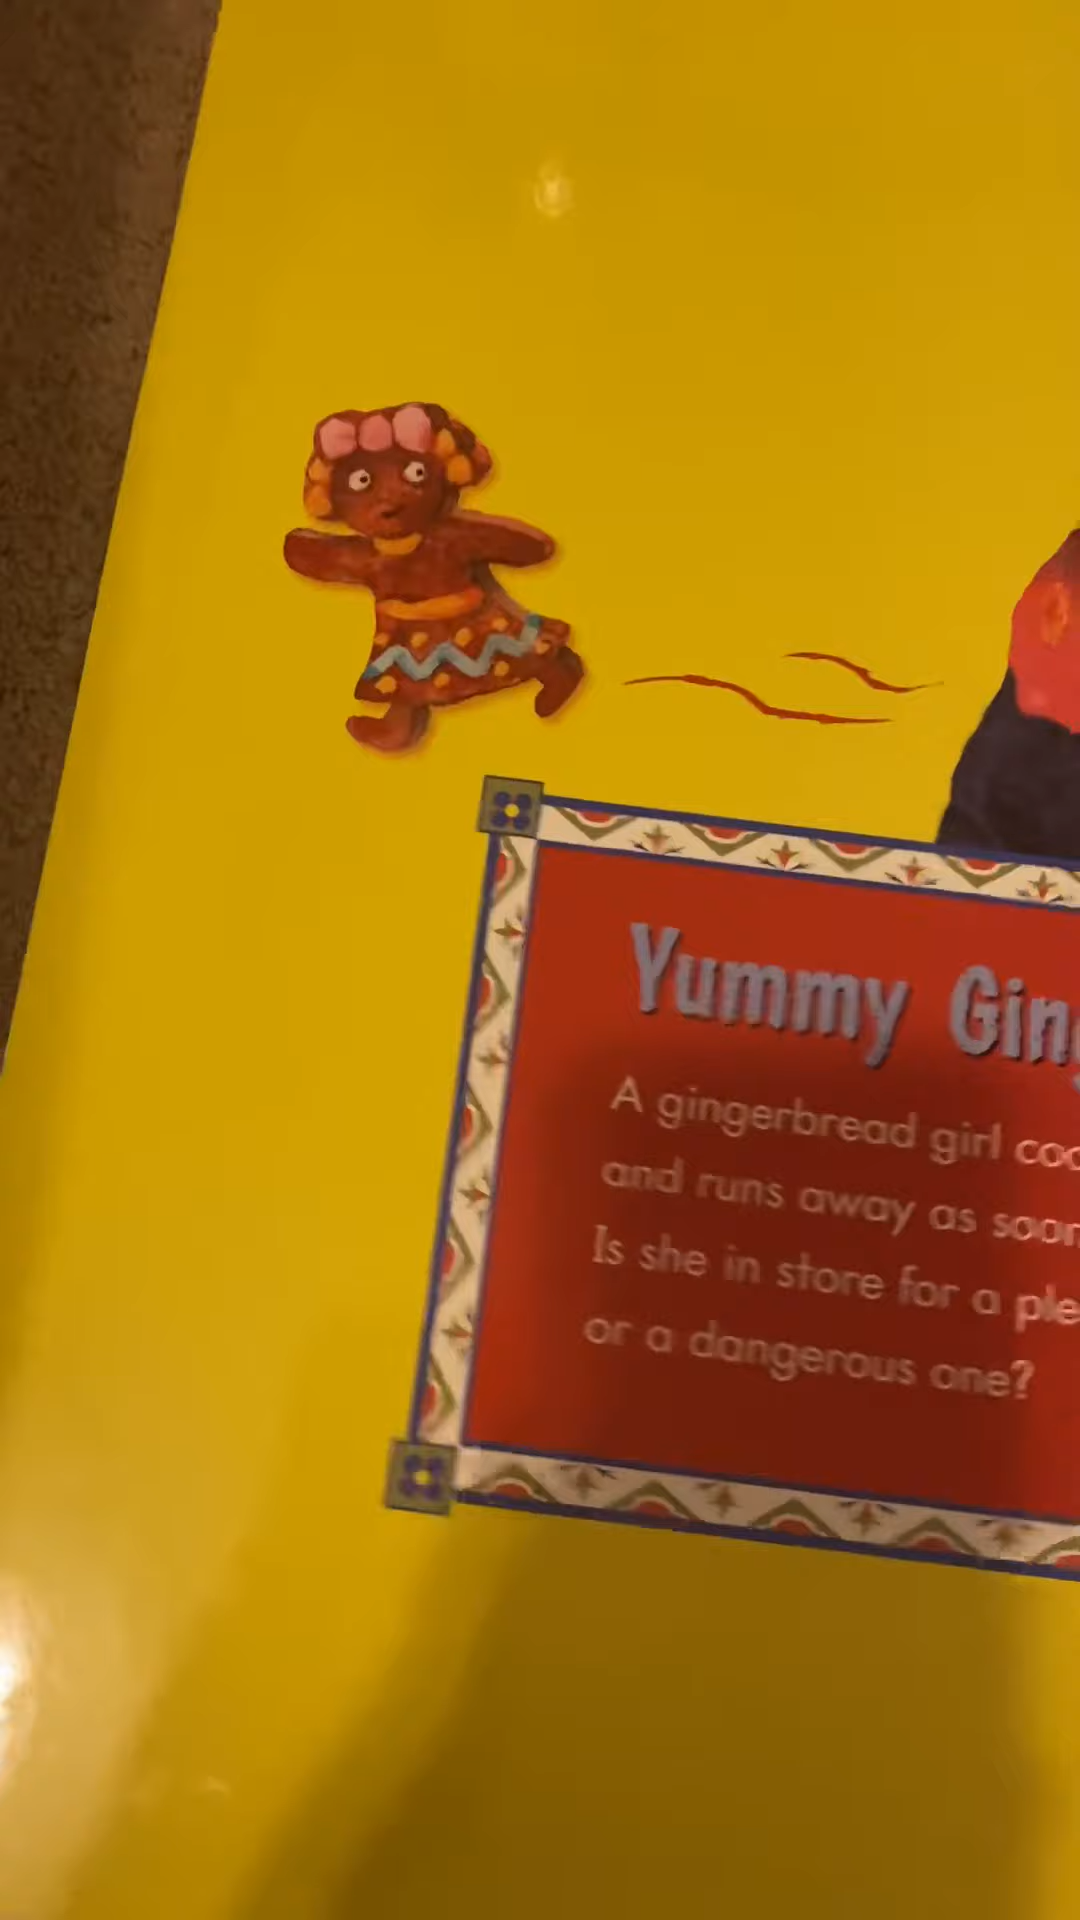 Yummy
A gingerbread girl
and runs away as
Is she in store for a
or a dangerous one?